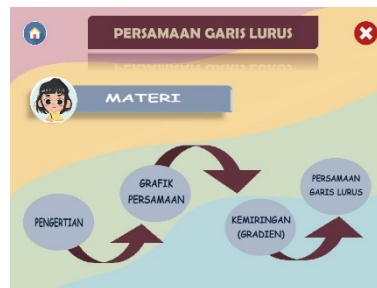 PERSAMAAN GARIS LURUS
MATERI
PENGERTIAN
GRAFIK
PERSAMAAN
KEMIRINGAN
(GRADIEN)
PERSAMAAN
GARIS LURUS